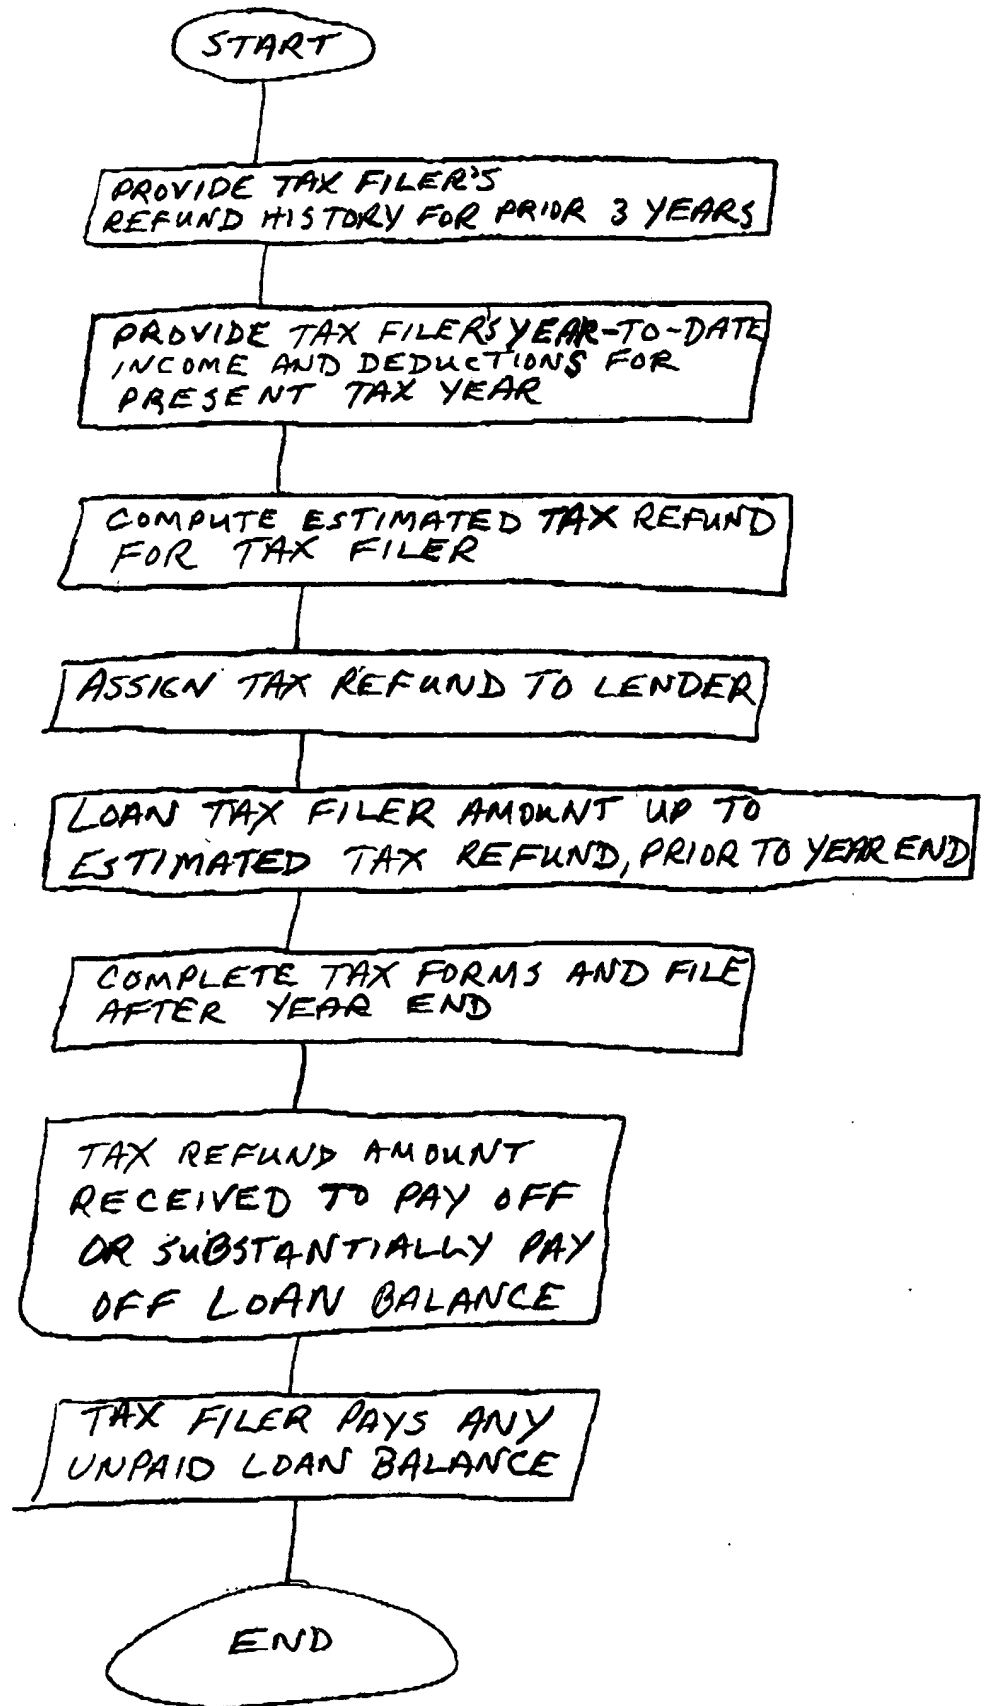 START
PROVIDE TAX FILER'S
REFUND HISTORY FOR PRIOR 3 YEARS
PROVIDE TAX FILER'S YEAR-TO-DATE
INCOME AND DEDUCTIONS FOR
PRESENT TAX YEAR
COMPUTE ESTIMATED TAX REFUND
FOR TAX FILER
ASSIGN TAX REFUND TO LENDER
LOAN TAX FILER AMOUNT UP TO
ESTIMATED TAX REFUND, PRIOR TO YEAR END
COMPLETE TAX FORMS AND FILE
AFTER YEAR END
TAX REFUND AMOUNT
RECEIVED TO PAY OFF
OR SUBSTANTIALLY PAY
OFF LOAN BALANCE
TAX FILER PAYS ANY
UNPAID LOAN BALANCE
END